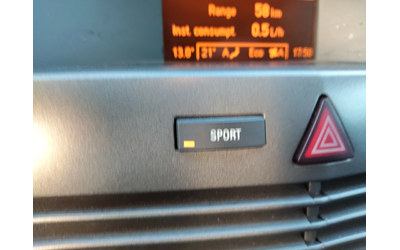 Range 58 km
Inst. consumpt 0.5 L/h
13.0° 21° A Eco A 17:50
SPORT